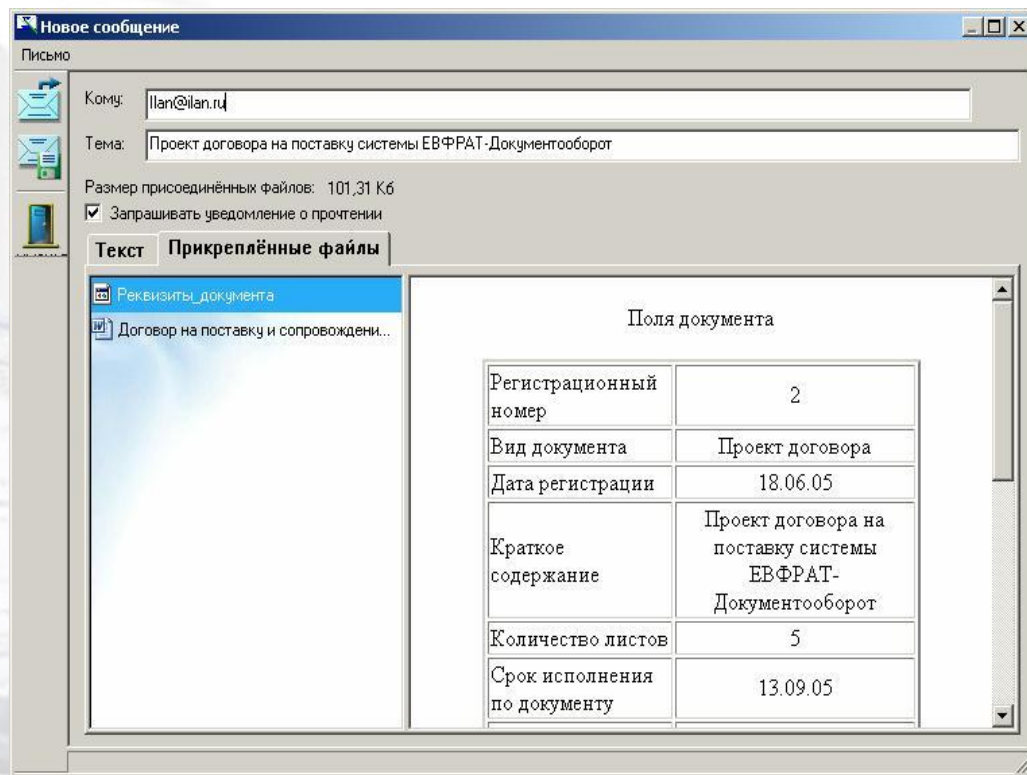 Новое сообщение
Письмо
Кому: Ilan@ilan.ru
Тема: Проект договора на поставку системы ЕВФРАТ-Документооборот
Размер присоединённых файлов: 101,31 Кб
Запрашивать уведомление о прочтении
Текст Прикреплённые файлы
Реквизиты_документа
Договор на поставку и сопровождени...
Поля документа
Регистрационный
номер
2
Вид документа Проект договора
Дата регистрации 18.06.05
Краткое
содержание
Проект договора на
поставку системы
ЕВФРАТ-
Документооборот
Количество листов 5
Срок исполнения
по документу
13.09.05